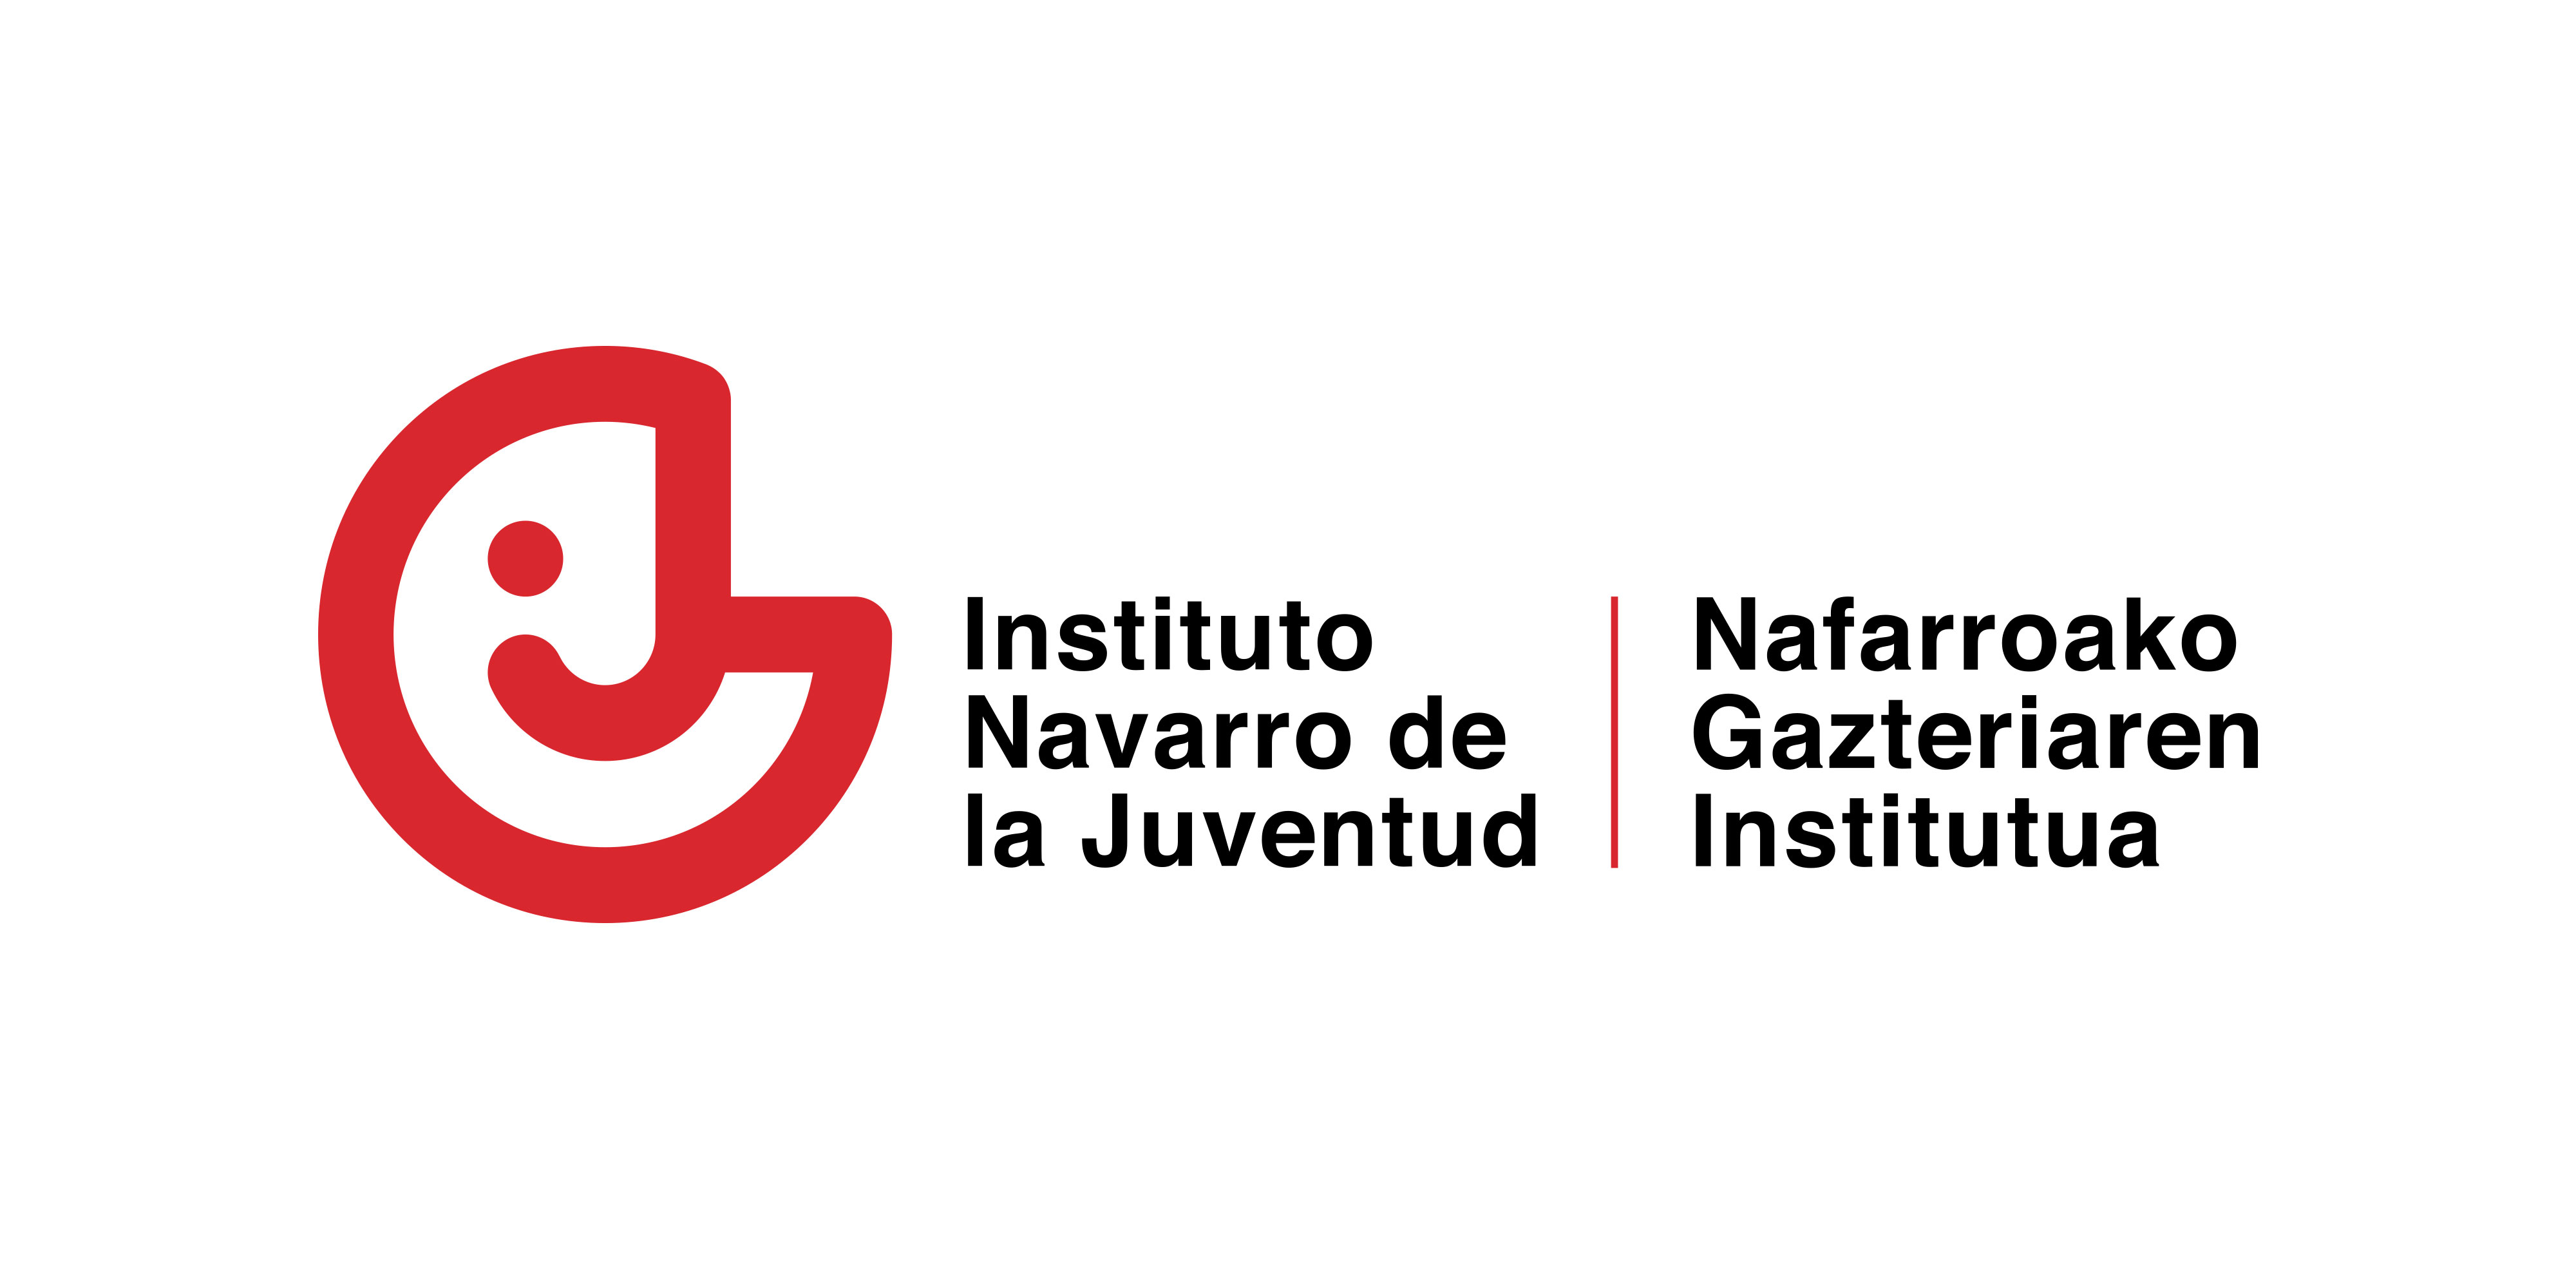 Instituto
Navarro de
la Juventud
Nafarroako
Gazteriaren
Institutua